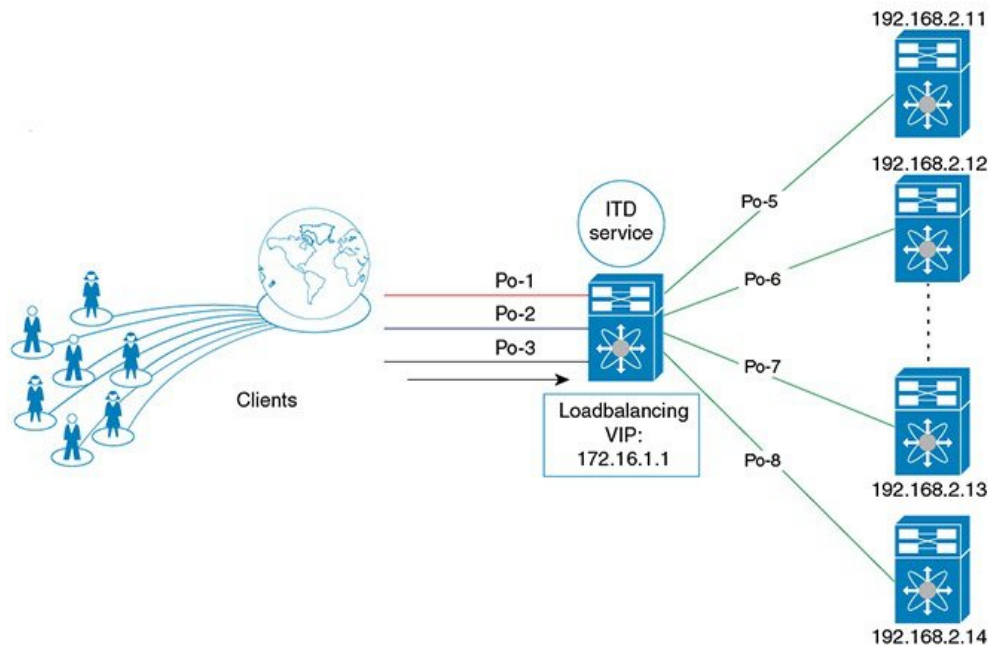 192.168.2.11
192.168.2.12
Po-5
ITD
service
Po-6
Po-1
Po-2
Po-3
Po-7
Clients
Loadbalancing
VIP:
172.16.1.1
Po-8
192.168.2.13
192.168.2.14